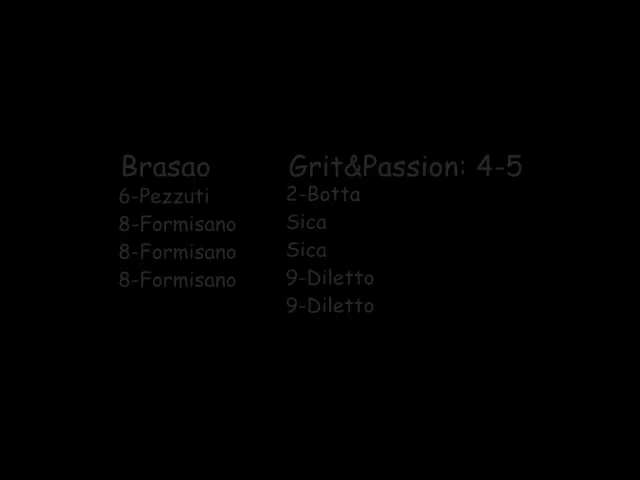 Brasao Grit&Passion: 4-5
6-Pezzuti 2-Botta
8-Formisano Sica
8-Formisano Sica
8-Formisano 9-Diletto
9-Diletto